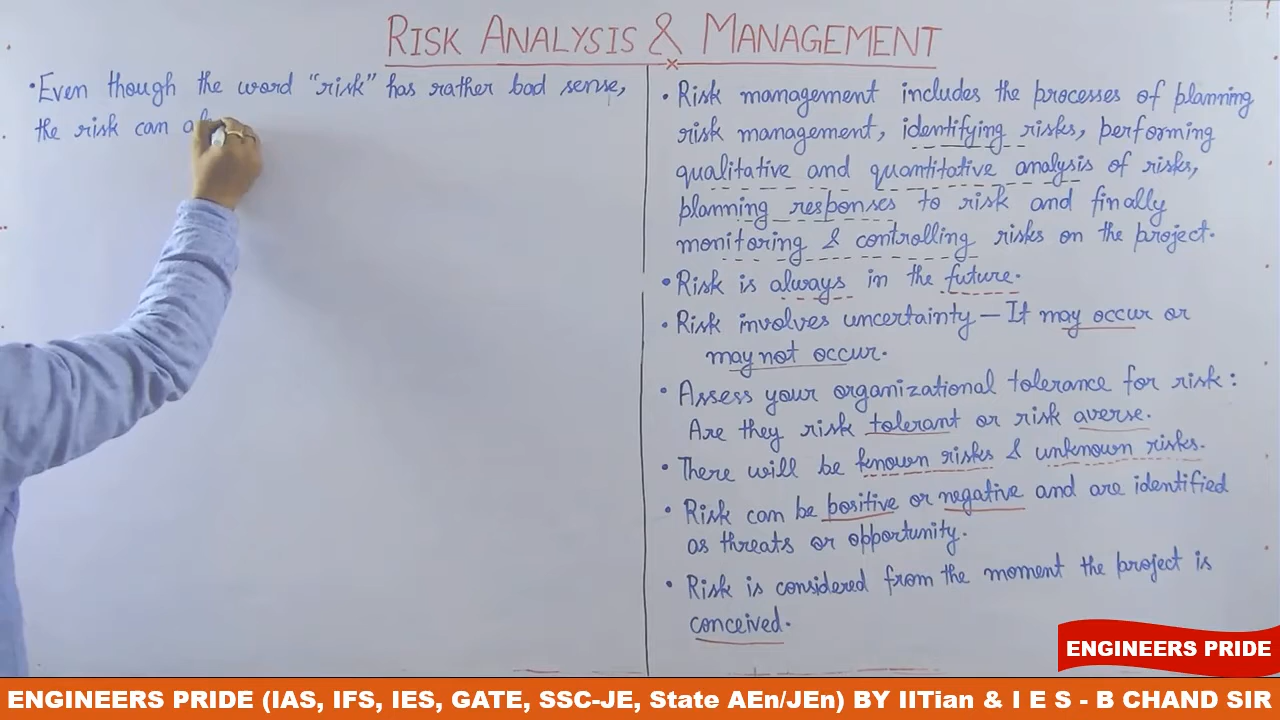 RISK ANALYSIS & MANAGEMENT
• Even though the word "risk" has rather bad sense,
the risk can
• Risk management includes the processes of planning
risk management, identifying risks, performing
qualitative and quantitative analysis of risks,
planning responses to risk and finally
monitoring & controlling risks on the project.
• Risk is always in the future.
• Risk involves uncertainty – It may occur or
may not occur.
• Assess your organizational tolerance for risk :
Are they risk tolerant or risk averse.
• There will be known risks & unknown risks.
• Risk can be positive or negative and are identified
as threats or opportunity.
• Risk is considered from the moment the project is
conceived.
ENGINEERS PRIDE
ENGINEERS PRIDE (IAS, IFS, IES, GATE, SSC-JE, State AEn/JEn) BY IITian & I E S - B CHAND SIR